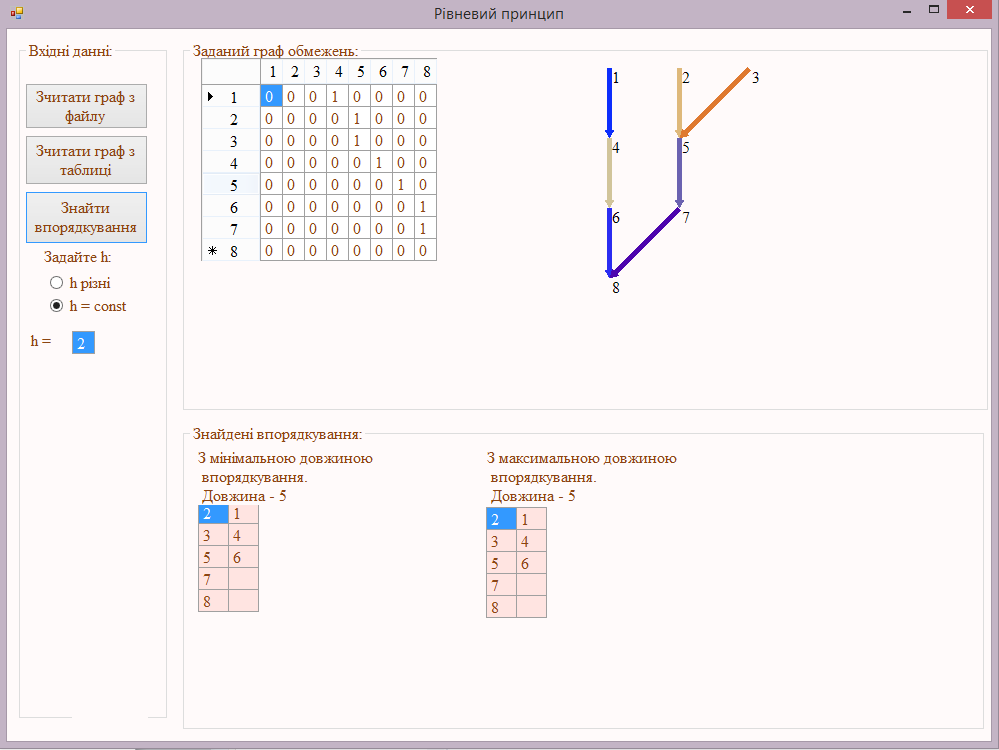 Рівневий принцип
Вхідні данні:
Зчитати граф з
файлу
Зчитати граф з
таблиці
Знайти
впорядкування
Задайте h:
h різні
h = const
h = 2
Заданий граф обмежень:
1 2 3 4 5 6 7 8
1 0 0 0 1 0 0 0 0
2 0 0 0 0 1 0 0 0
3 0 0 0 0 1 0 0 0
4 0 0 0 0 0 1 0 0
5 0 0 0 0 0 0 1 0
6 0 0 0 0 0 0 0 1
7 0 0 0 0 0 0 0 1
8 0 0 0 0 0 0 0 0
1 2 3
4 5
6 7
8
Знайдені впорядкування:
З мінімальною довжиною
впорядкування.
Довжина - 5
2 1
3 4
5 6
7
8
З максимальною довжиною
впорядкування.
Довжина - 5
2 1
3 4
5 6
7
8